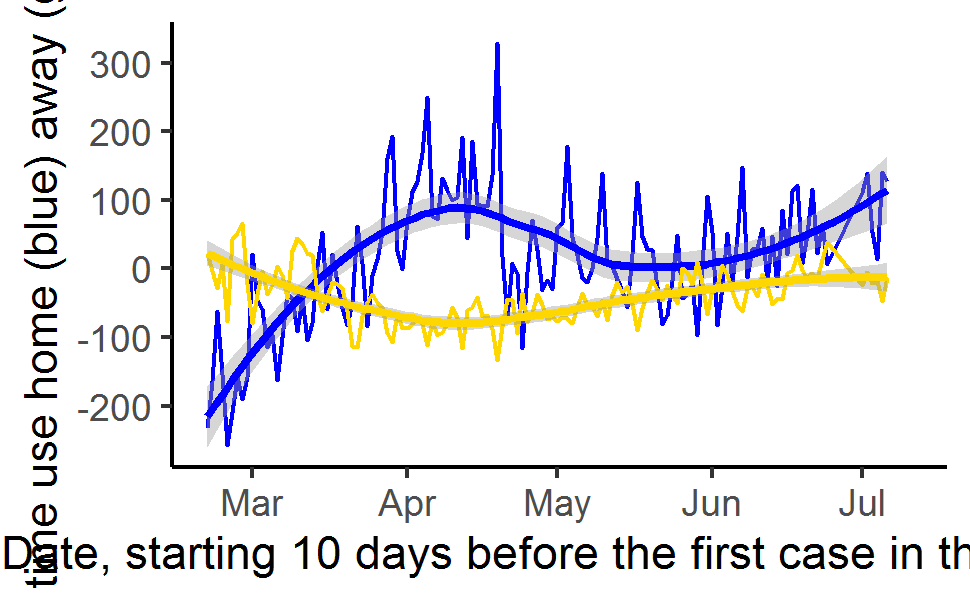 time use home (blue) away (
300
200
100
0
-100
-200
Mar Apr May Jun Jul
Date, starting 10 days before the first case in th